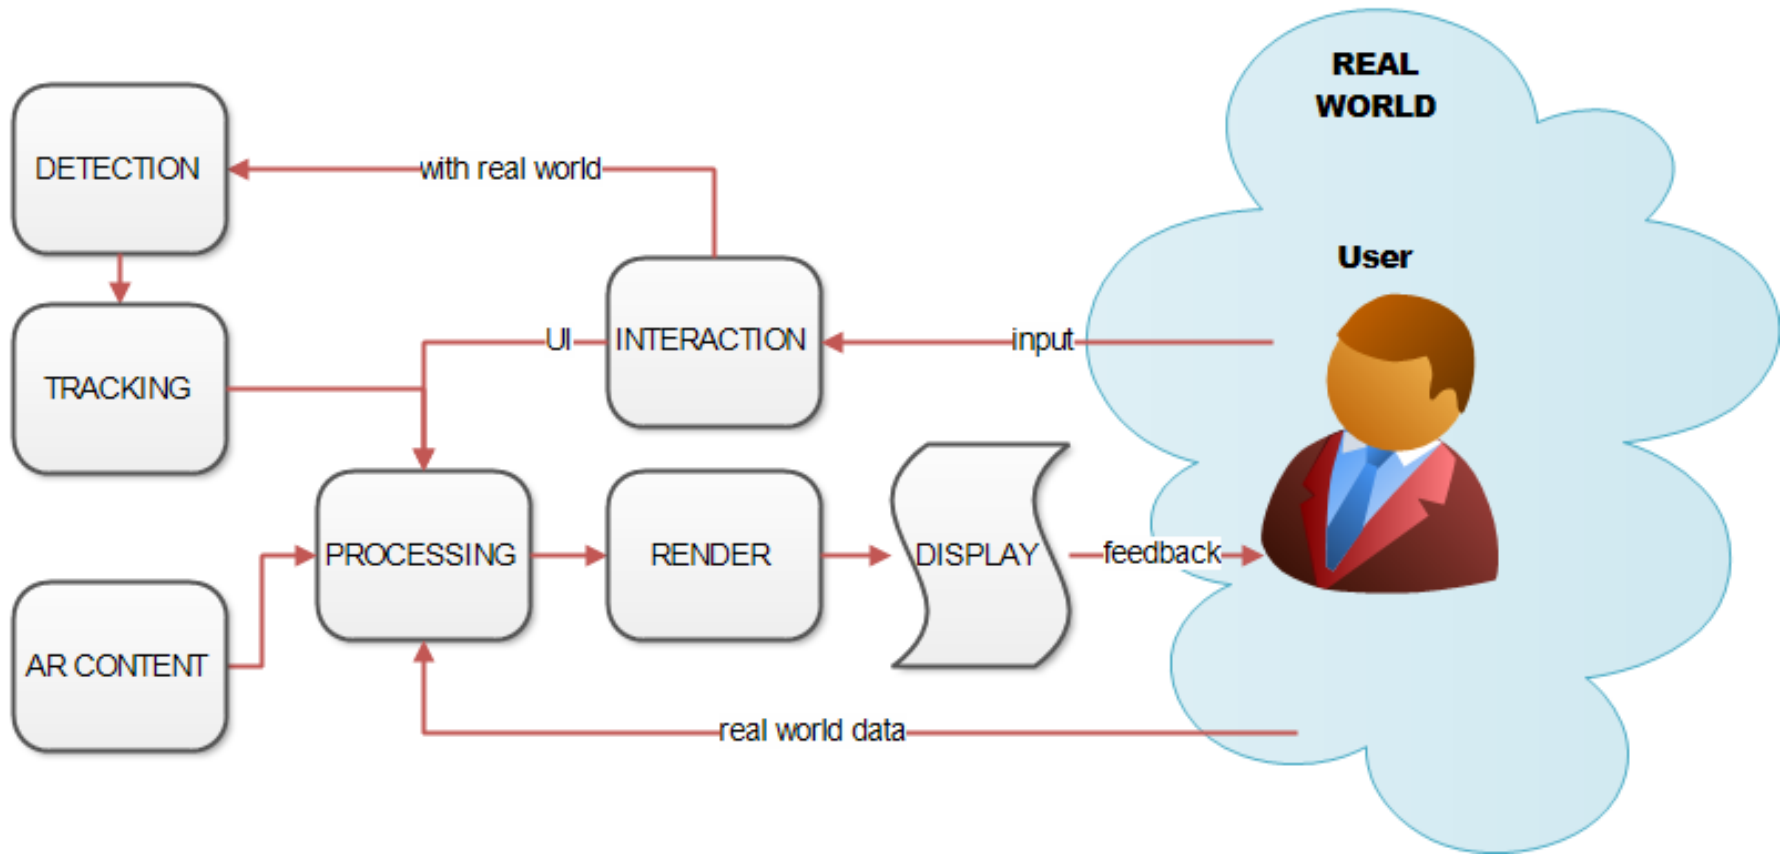 REAL
WORLD
DETECTION
with real world
User
UI
INTERACTION
input
TRACKING
PROCESSING
RENDER
DISPLAY
feedback
AR CONTENT
real world data